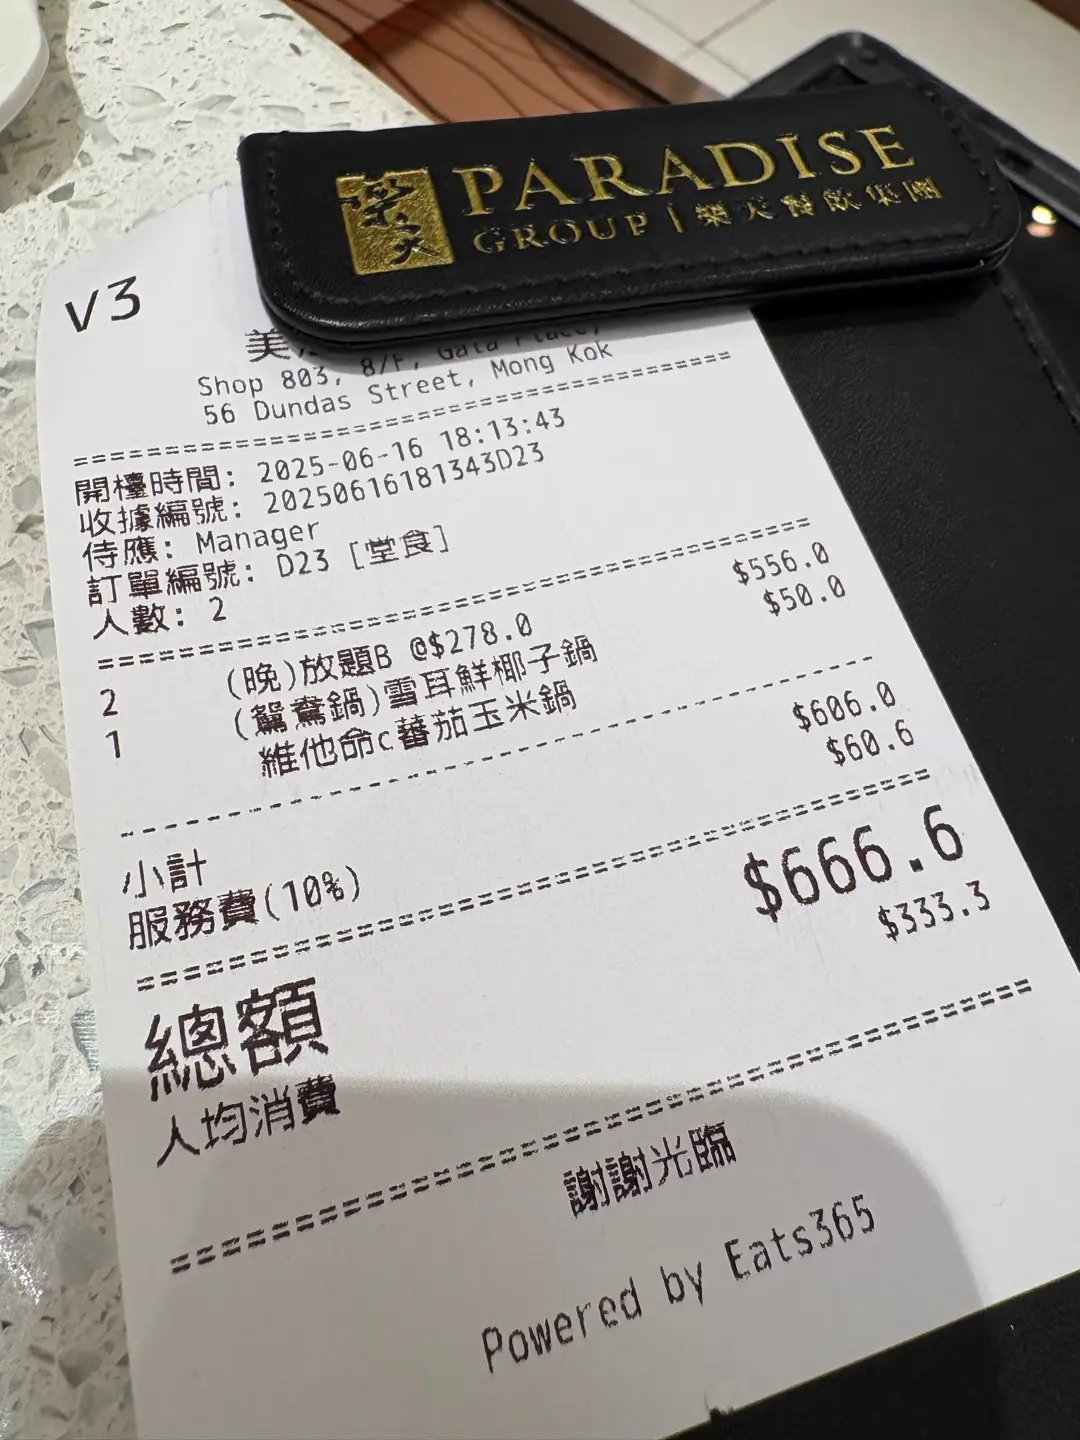 樂天
PARADISE
GROUP | 樂天餐飲集團
V3
美
Shop 803, 8/F, Gala Place,
56 Dundas Street, Mong Kok
開檯時間: 2025-06-16 18:13:43
收據編號: 20250616181343D23
侍應: Manager
訂單編號: D23 [堂食]
人數: 2
2 (晚)放題B @$278.0 $556.0
1 (鴛鴦鍋)雪耳鮮椰子鍋 $50.0
維他命c蕃茄玉米鍋
小計 $606.0
服務費(10%) $60.6
總額 $666.6
人均消費 $333.3
謝謝光臨
Powered by Eats365